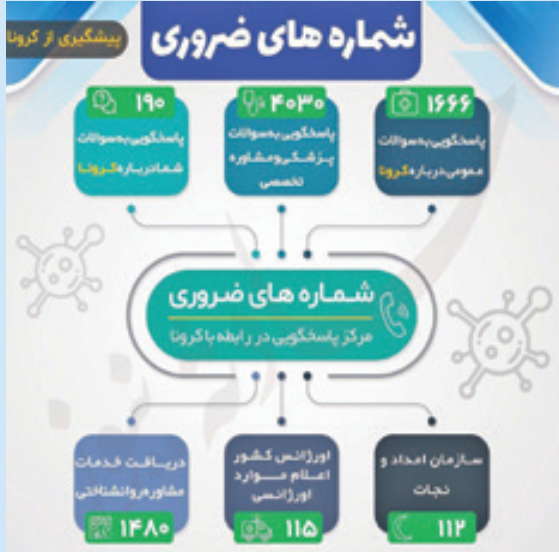 شماره های ضروری
پیشگیری از کرونا
۱۶۶۶
پاسخگویی به سوالات
عمومی درباره کرونا
۴۰۳۰
پاسخگویی به سوالات
پزشکی و مشاوره
تخصصی
۱۹۰
پاسخگویی به سوالات
شما درباره کرونا
شماره های ضروری
مرکز پاسخگویی در رابطه با کرونا
سازمان امداد و
نجات
۱۱۲
اورژانس کشور
اعلام موارد
اورژانسی
۱۱۵
دریافت خدمات
مشاوره روانشناختی
۱۴۸۰